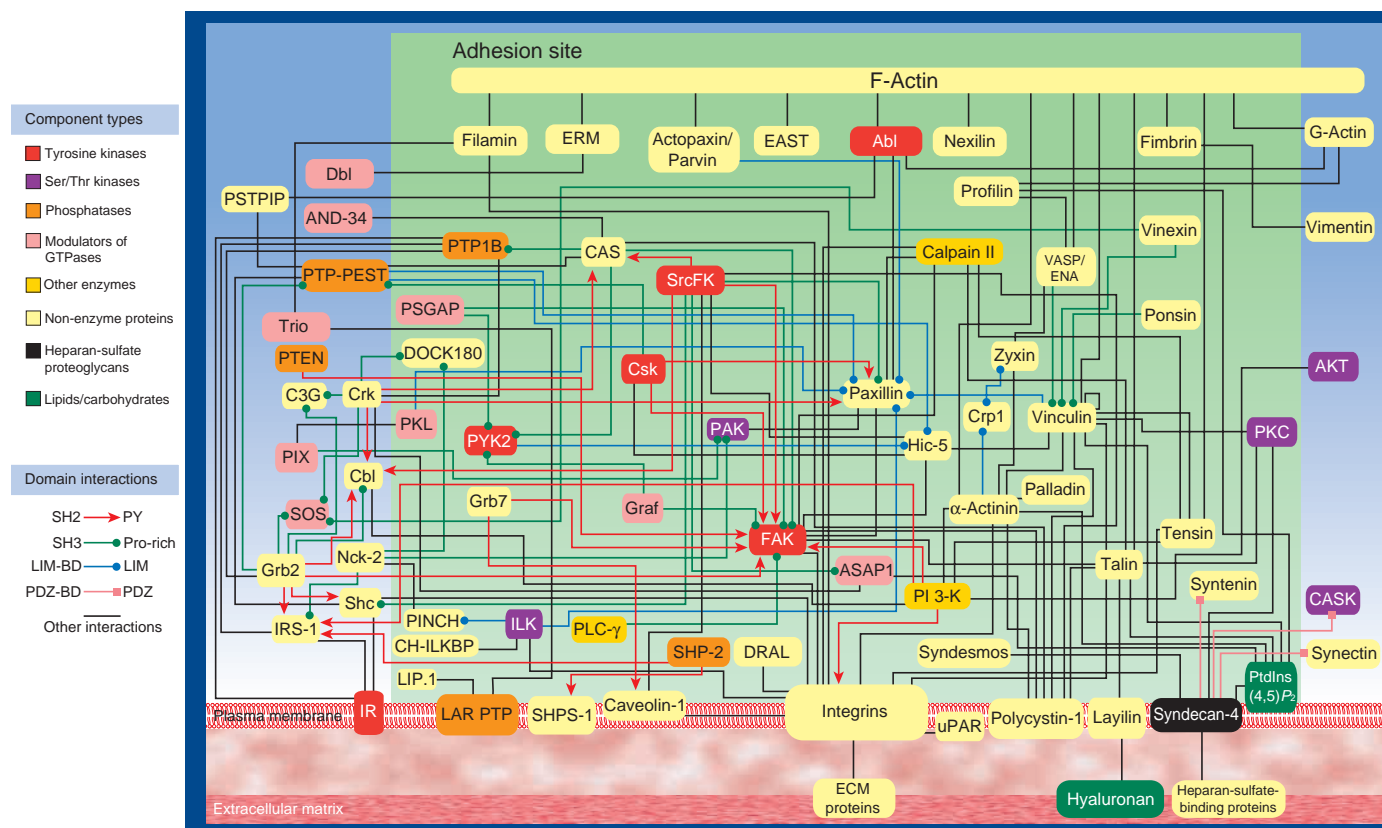 Component types
Tyrosine kinases
Ser/Thr kinases
Phosphatases
Modulators of
GTPases
Other enzymes
Non-enzyme proteins
Heparan-sulfate
proteoglycans
Lipids/carbohydrates
Domain interactions
SH2 PY
SH3 Pro-rich
LIM-BD LIM
PDZ-BD PDZ
Other interactions
Adhesion site
F-Actin
Filamin
ERM
Actopaxin/
Parvin
EAST
Abl
Nexilin
Fimbrin
G-Actin
Dbl
PSTPIP
Profilin
AND-34
Vinexin
Vimentin
PTP1B
CAS
Calpain II
VASP/
ENA
PTP-PEST
SrcFK
PSGAP
Ponsin
Trio
PTEN
DOCK180
Csk
Zyxin
AKT
C3G
Crk
Paxillin
Crp1
Vinculin
PKL
PAK
PKC
PYK2
Hic-5
PIX
Cbl
Palladin
Grb7
SOS
Graf
α-Actinin
Tensin
FAK
Nck-2
Grb2
ASAP1
Talin
Syntenin
PI 3-K
CASK
Shc
IRS-1
PINCH
ILK
PLC-γ
CH-ILKBP
SHP-2
DRAL
Syndesmos
Synectin
LIP.1
PtdIns
(4,5)P2
Plasma membrane
IR
LAR PTP
SHPS-1
Caveolin-1
Integrins
uPAR
Polycystin-1
Layilin
Syndecan-4
ECM
proteins
Hyaluronan
Heparan-sulfate-
binding proteins
Extracellular matrix